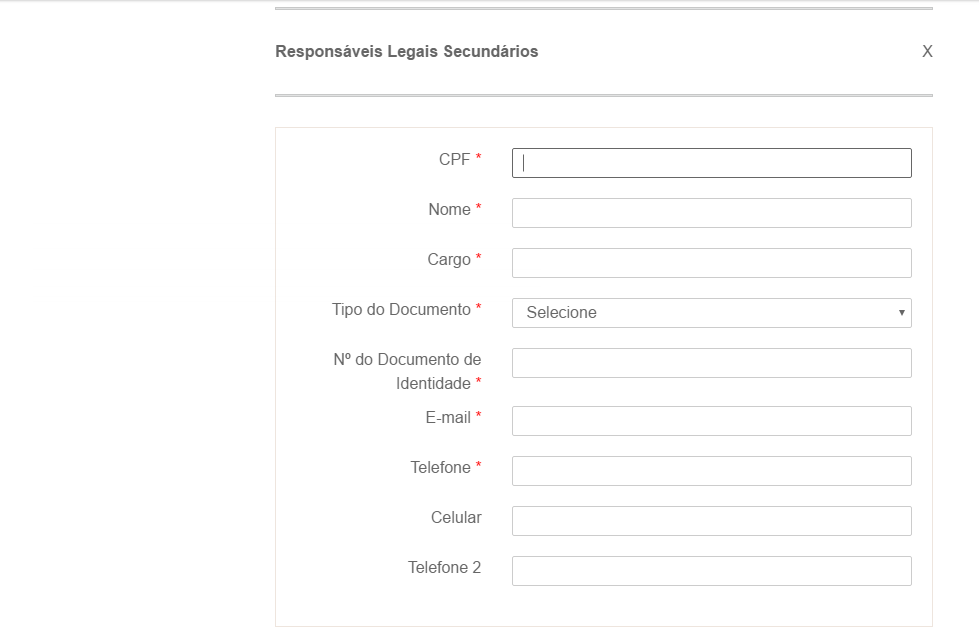 Responsáveis Legais Secundários X
CPF *
Nome *
Cargo *
Tipo do Documento * Selecione
Nº do Documento de
Identidade *
E-mail *
Telefone *
Celular
Telefone 2